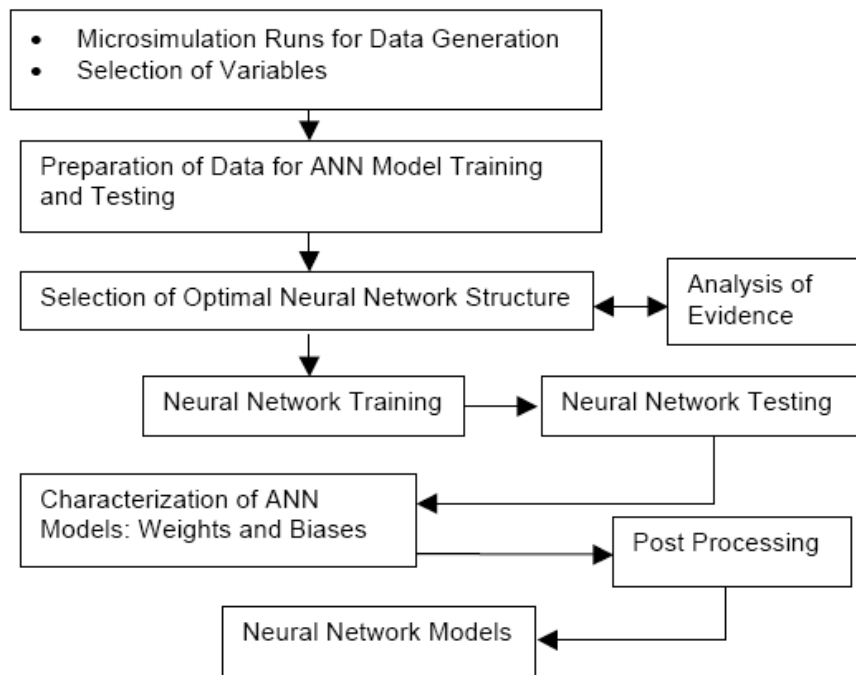 • Microsimulation Runs for Data Generation
• Selection of Variables
Preparation of Data for ANN Model Training
and Testing
Selection of Optimal Neural Network Structure
Analysis of
Evidence
Neural Network Training
Neural Network Testing
Characterization of ANN
Models: Weights and Biases
Post Processing
Neural Network Models